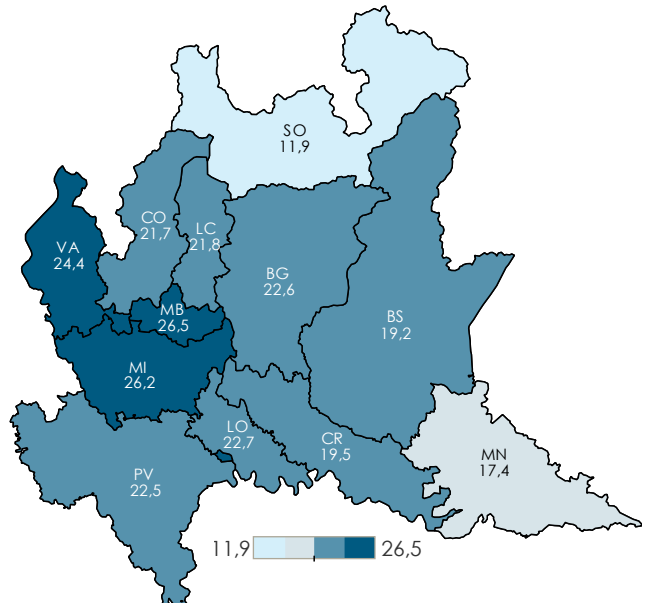 SO
11,9
CO
21,7
LC
21,8
VA
24,4
BG
22,6
MB
26,5
BS
19,2
MI
26,2
LO
22,7
CR
19,5
MN
17,4
PV
22,5
11,9 26,5